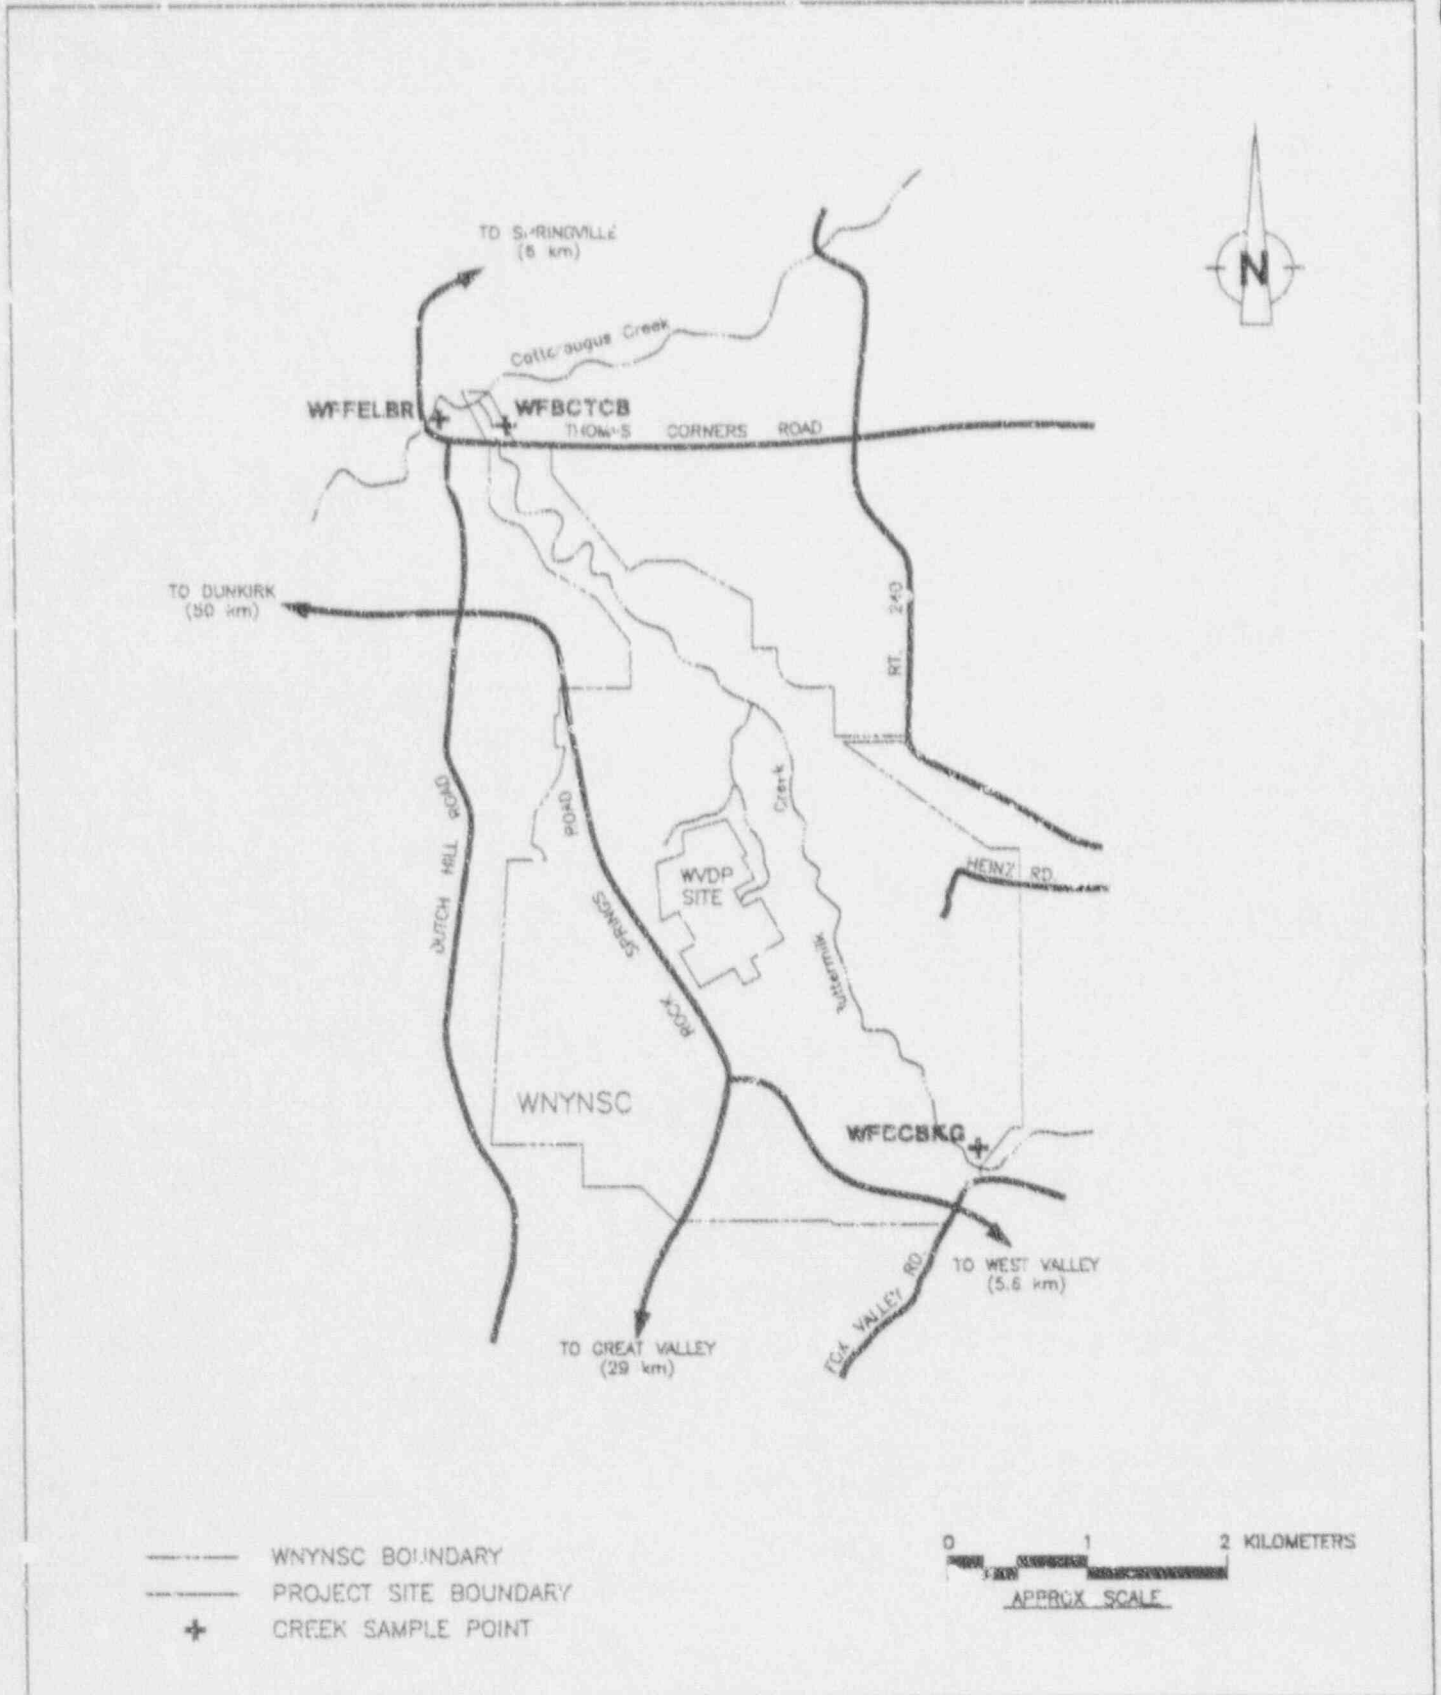 TO SPRINGVILLE
(5 km)
N
Cattaraugus Creek
WFFELBR
WFBCTCB
THOMAS CORNERS ROAD
TO DUNKIRK
(50 km)
RT. 240
DUTCH HILL ROAD
ROCK SPRINGS ROAD
Buttermilk Creek
WVDP
SITE
HEINZ RD.
WNYNSC
WFBCBKG
TO WEST VALLEY
(5.6 km)
FOX VALLEY RD.
TO GREAT VALLEY
(29 km)
WNYNSC BOUNDARY
PROJECT SITE BOUNDARY
CREEK SAMPLE POINT
0 1 2 KILOMETERS
APPROX SCALE